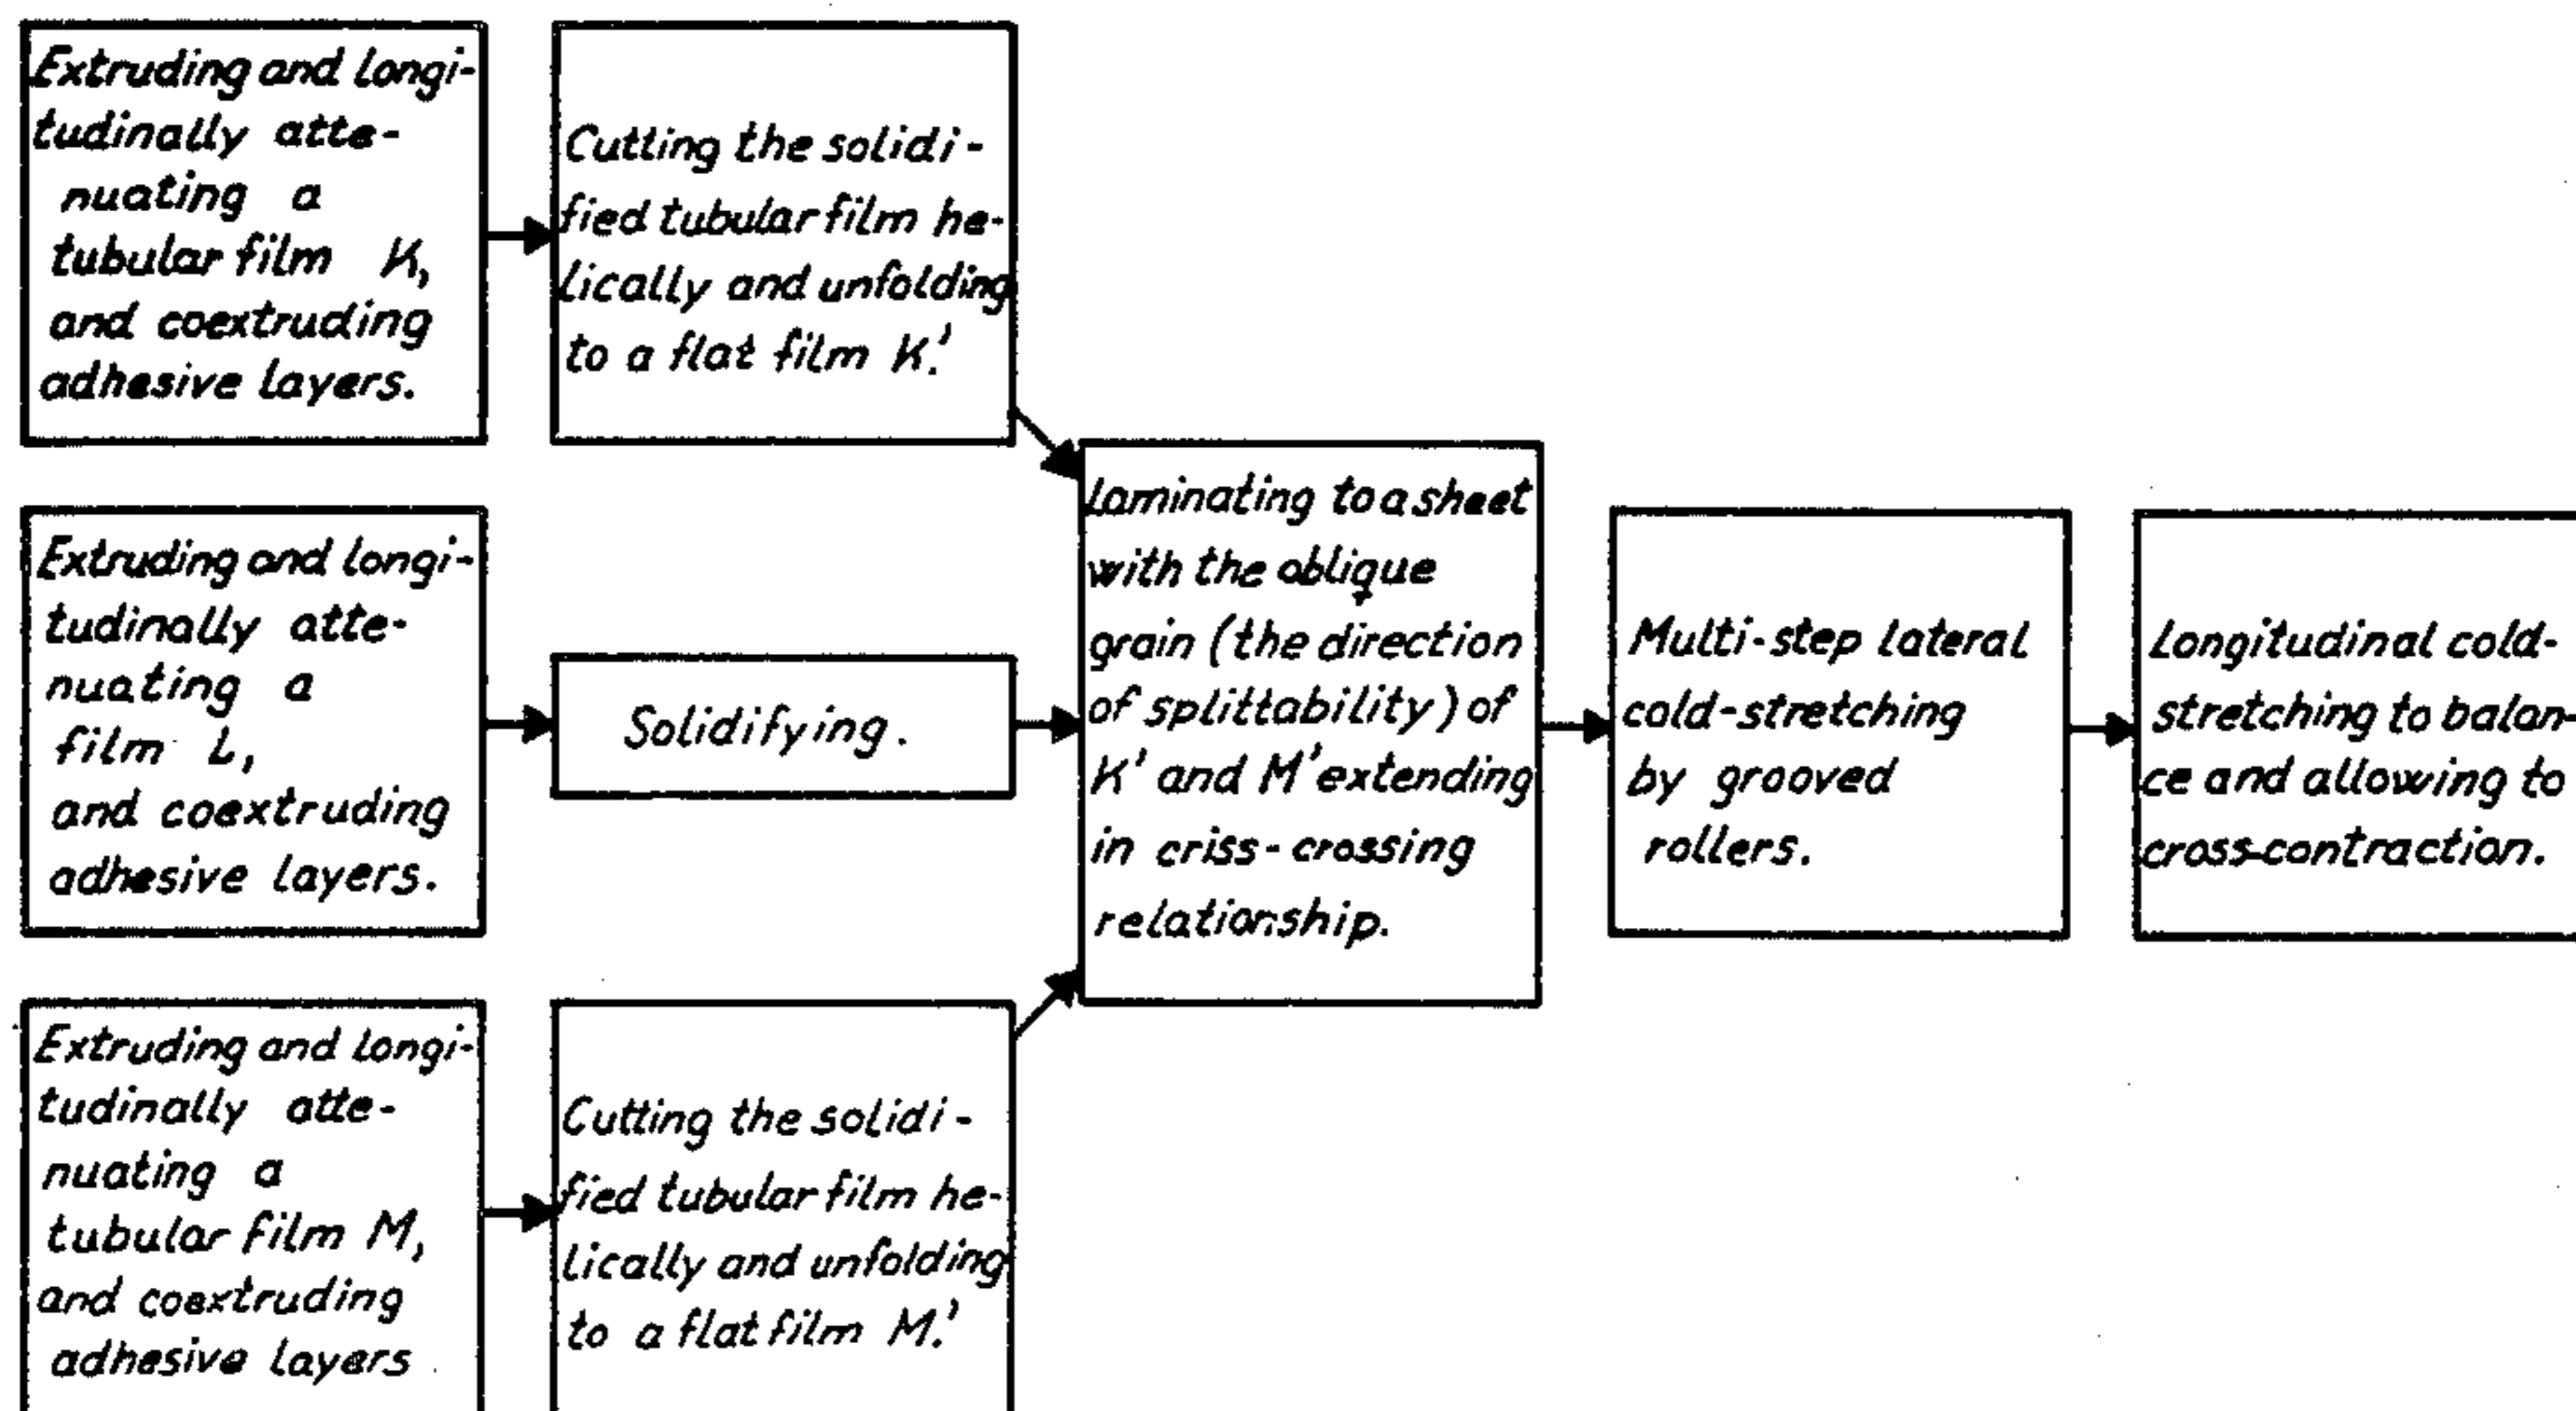 Extruding and longi-
tudinally atte-
nuating a
tubular film K,
and coextruding
adhesive layers.
Cutting the solidi-
fied tubular film he-
lically and unfolding
to a flat film K.'
Extruding and longi-
tudinally atte-
nuating a
film L,
and coextruding
adhesive layers.
Solidifying.
Extruding and longi-
tudinally atte-
nuating a
tubular film M,
and coextruding
adhesive layers
Cutting the solidi-
fied tubular film he-
lically and unfolding
to a flat film M.'
Laminating to a sheet
with the oblique
grain (the direction
of splittability) of
K' and M' extending
in criss-crossing
relationship.
Multi-step lateral
cold-stretching
by grooved
rollers.
Longitudinal cold-
stretching to balan-
ce and allowing to
cross-contraction.